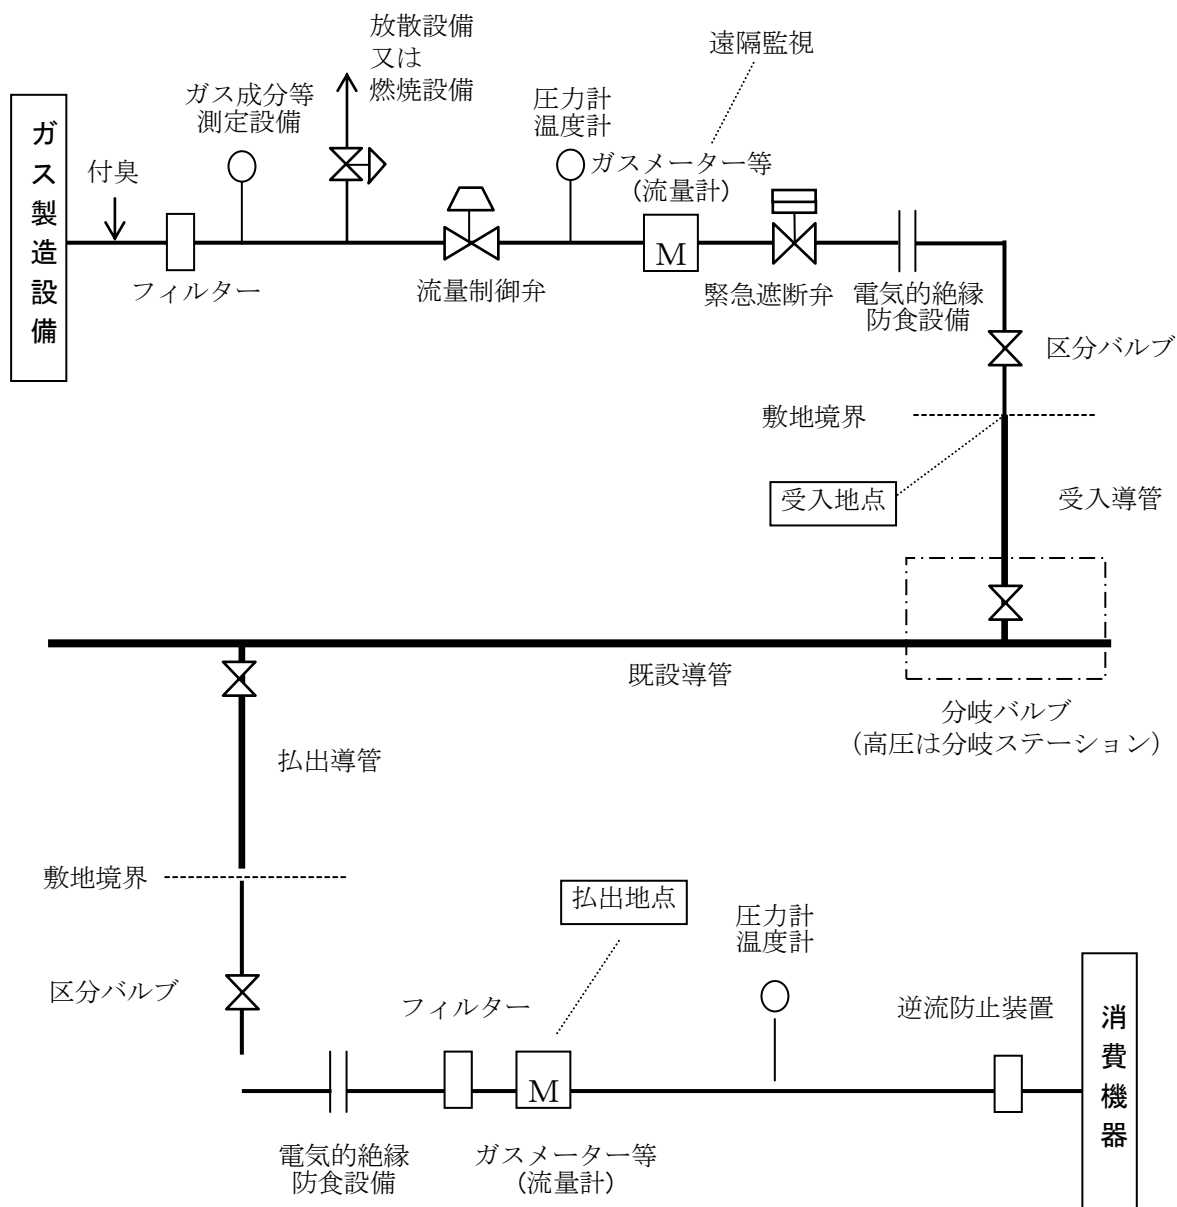 放散設備
又は
燃焼設備
遠隔監視
ガス成分等
測定設備
圧力計
温度計
ガス製造設備
付臭
ガスメーター等
(流量計)
M
フィルター
流量制御弁
緊急遮断弁
電気的絶縁
防食設備
区分バルブ
敷地境界
受入地点
受入導管
既設導管
分岐バルブ
(高圧は分岐ステーション)
払出導管
敷地境界
払出地点
圧力計
温度計
区分バルブ
フィルター
逆流防止装置
消費機器
M
電気的絶縁
防食設備
ガスメーター等
(流量計)